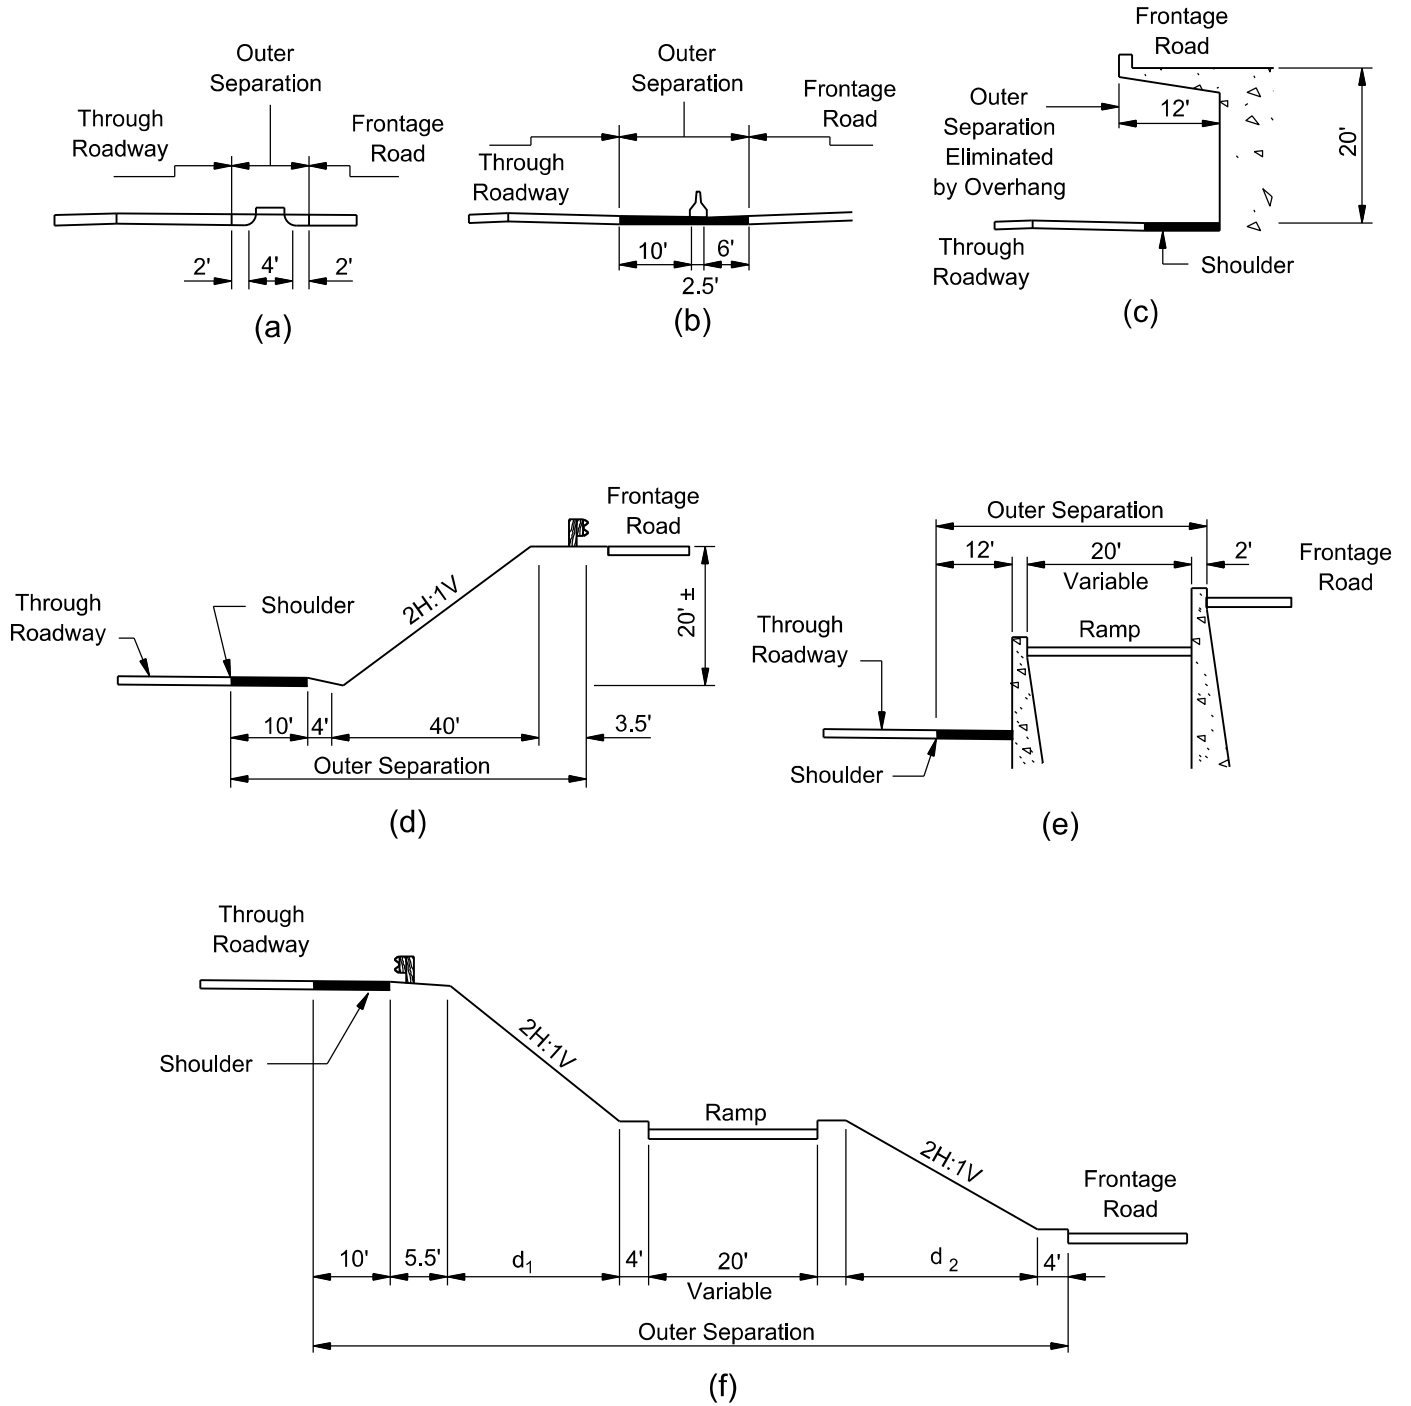 Outer
Separation
Through
Roadway
Frontage
Road
2'
4'
2'
(a)
Outer
Separation
Frontage
Road
Through
Roadway
10'
6'
2.5'
(b)
Frontage
Road
Outer
Separation
Eliminated
by Overhang
12'
20'
Through
Roadway
Shoulder
(c)
Frontage
Road
2H:1V
20' ±
Through
Roadway
Shoulder
10'
4'
40'
3.5'
Outer Separation
(d)
Outer Separation
12'
20'
2'
Variable
Frontage
Road
Ramp
Through
Roadway
Shoulder
(e)
Through
Roadway
Shoulder
2H:1V
Ramp
2H:1V
Frontage
Road
10'
5.5'
d1
4'
20'
d 2
4'
Variable
Outer Separation
(f)